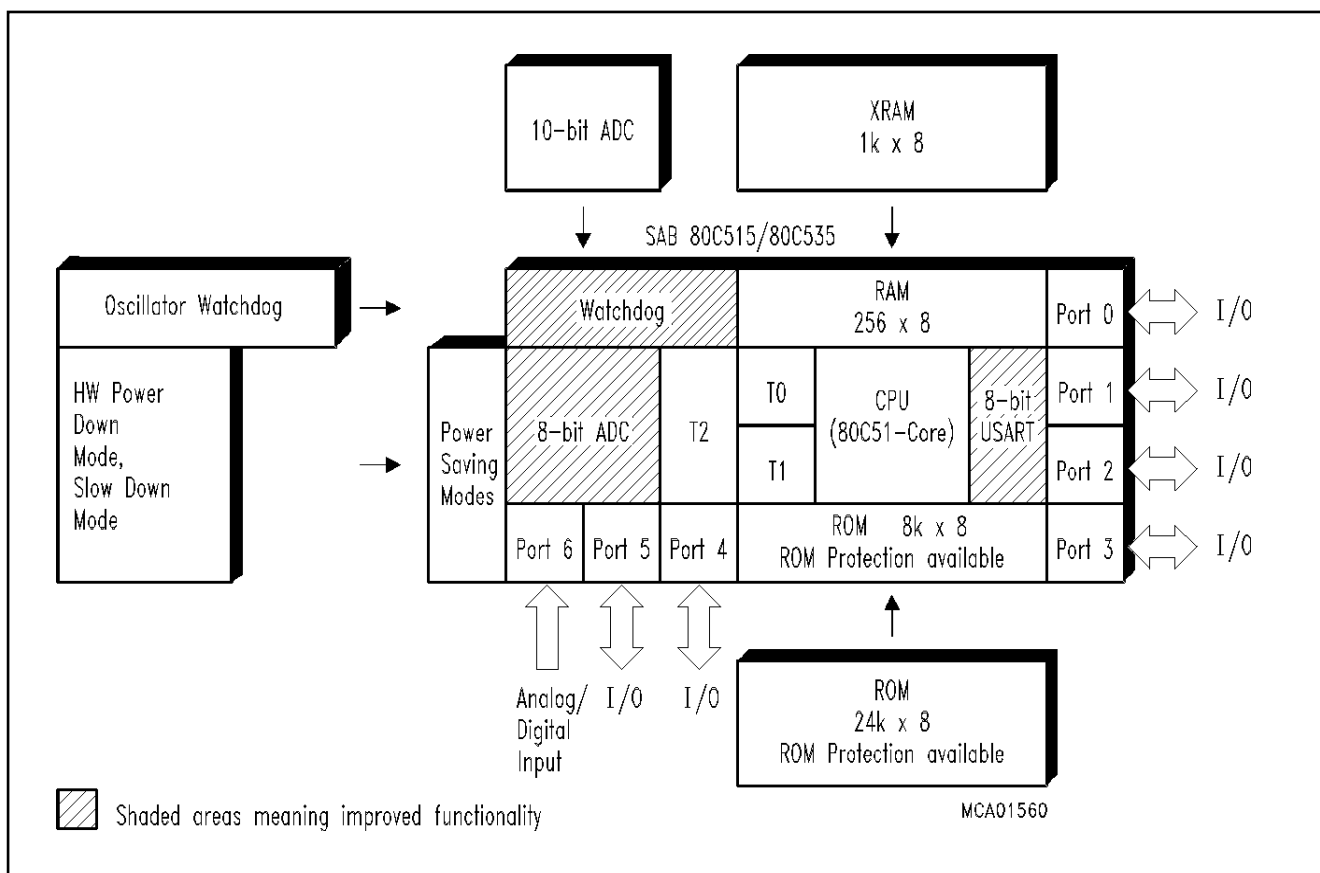 10-bit ADC
XRAM
1k x 8
SAB 80C515/80C535
Oscillator Watchdog
Watchdog
RAM
256 x 8
Port 0
I/O
HW Power
Down
Mode,
Slow Down
Mode
Power
Saving
Modes
8-bit ADC
T2
T0
T1
CPU
(80C51-Core)
8-bit
USART
Port 1
I/O
Port 2
I/O
Port 6
Port 5
Port 4
ROM 8k x 8
ROM Protection available
Port 3
I/O
Analog/
Digital
Input
I/O
I/O
ROM
24k x 8
ROM Protection available
Shaded areas meaning improved functionality
MCA01560